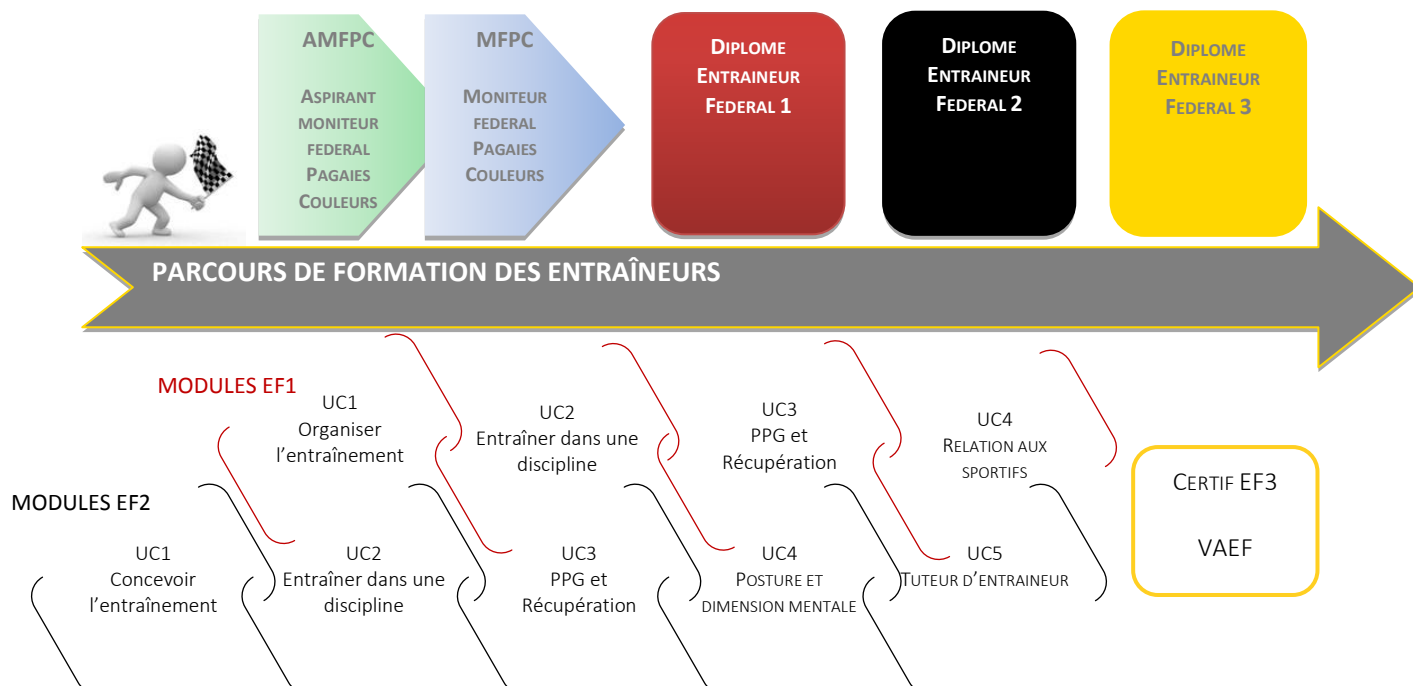 AMFPC
ASPIRANT
MONITEUR
FEDERAL
PAGAIES
COULEURS
MFPC
MONITEUR
FEDERAL
PAGAIES
COULEURS
DIPLOME
ENTRAINEUR
FEDERAL 1
DIPLOME
ENTRAINEUR
FEDERAL 2
DIPLOME
ENTRAINEUR
FEDERAL 3
PARCOURS DE FORMATION DES ENTRAÎNEURS
MODULES EF1
UC1
Organiser
l’entraînement
UC2
Entraîner dans une
discipline
UC3
PPG et
Récupération
UC4
RELATION AUX
SPORTIFS
MODULES EF2
UC1
Concevoir
l’entraînement
UC2
Entraîner dans une
discipline
UC3
PPG et
Récupération
UC4
POSTURE ET
DIMENSION MENTALE
UC5
TUTEUR D’ENTRAINEUR
CERTIF EF3
VAEF